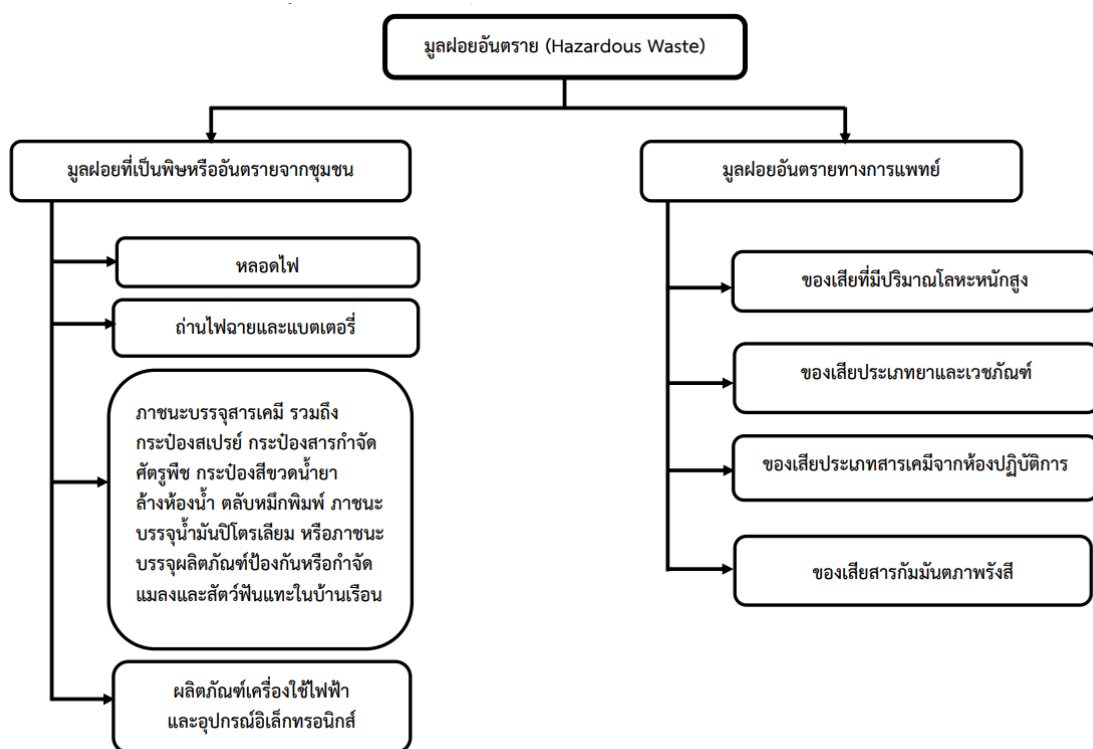 มูลฝอยอันตราย (Hazardous Waste)
มูลฝอยที่เป็นพิษหรืออันตรายจากชุมชน
หลอดไฟ
ถ่านไฟฉายและแบตเตอรี่
ภาชนะบรรจุสารเคมี รวมถึง
กระป๋องสเปรย์ กระป๋องสารกำจัด
ศัตรูพืช กระป๋องสีขวดน้ำยา
ล้างห้องน้ำ ตลับหมึกพิมพ์ ภาชนะ
บรรจุน้ำมันปิโตรเลียม หรือภาชนะ
บรรจุผลิตภัณฑ์ป้องกันหรือกำจัด
แมลงและสัตว์ฟันแทะในบ้านเรือน
ผลิตภัณฑ์เครื่องใช้ไฟฟ้า
และอุปกรณ์อิเล็กทรอนิกส์
มูลฝอยอันตรายทางการแพทย์
ของเสียที่มีปริมาณโลหะหนักสูง
ของเสียประเภทยาและเวชภัณฑ์
ของเสียประเภทสารเคมีจากห้องปฏิบัติการ
ของเสียสารกัมมันตภาพรังสี